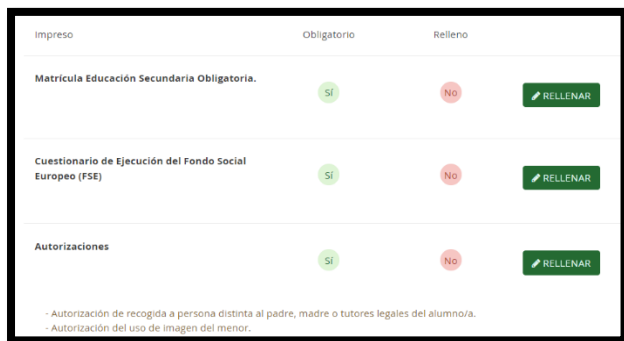 Impreso Obligatorio Relleno
Matrícula Educación Secundaria Obligatoria.
Sí No RELLENAR
Cuestionario de Ejecución del Fondo Social
Europeo (FSE)
Sí No RELLENAR
Autorizaciones
Sí No RELLENAR
- Autorización de recogida a persona distinta al padre, madre o tutores legales del alumno/a.
- Autorización del uso de imagen del menor.